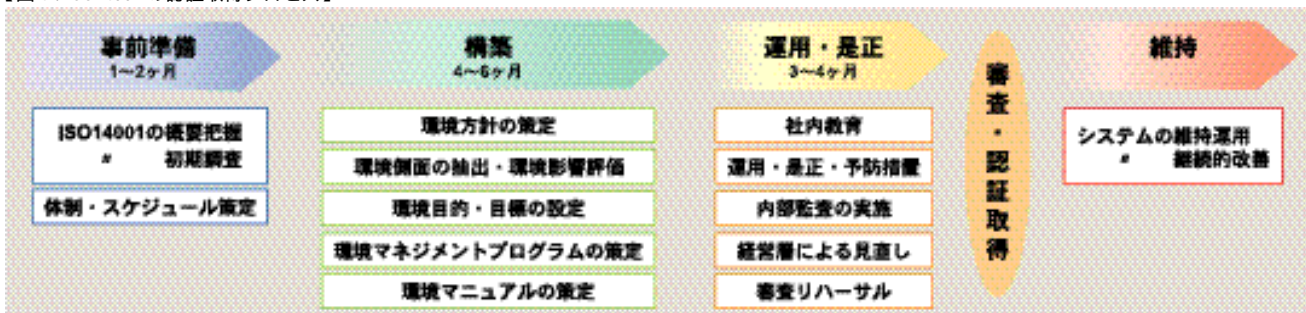 事前準備
1～2ヶ月
ISO14001の概要把握
〃 初期調査
体制・スケジュール策定
構築
4～6ヶ月
環境方針の策定
環境側面の抽出・環境影響評価
環境目的・目標の設定
環境マネジメントプログラムの策定
環境マニュアルの策定
運用・是正
3～4ヶ月
社内教育
運用・是正・予防措置
内部監査の実施
経営層による見直し
審査リハーサル
審査・認証取得
維持
システムの維持運用
〃 継続的改善